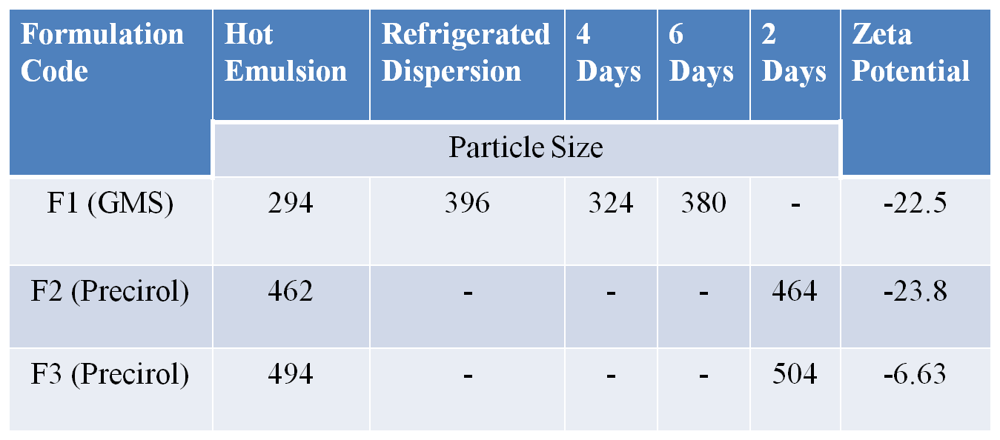 Formulation Code Hot Emulsion Refrigerated Dispersion 4 Days 6 Days 2 Days Zeta Potential
Particle Size
F1 (GMS) 294 396 324 380 - -22.5
F2 (Precirol) 462 - - - 464 -23.8
F3 (Precirol) 494 - - - 504 -6.63